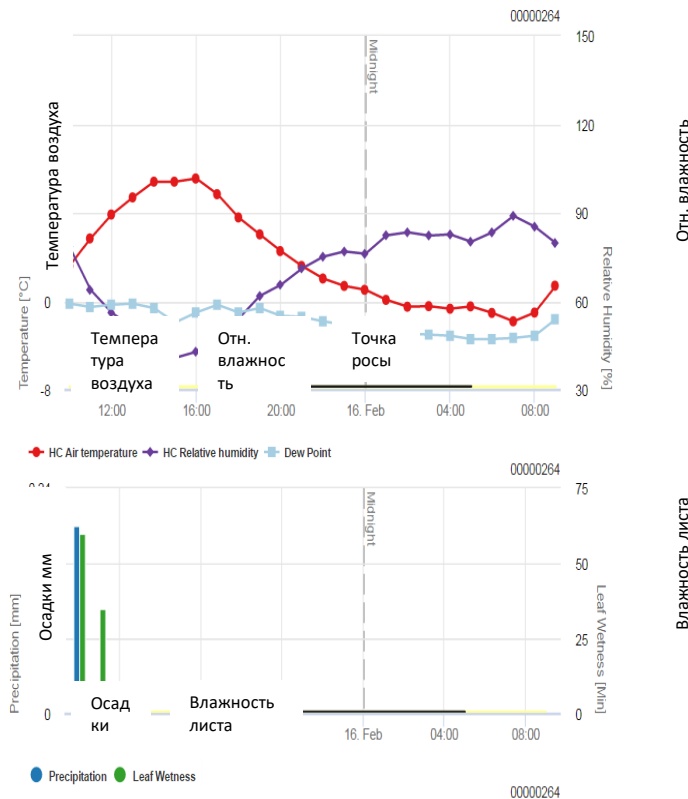 00000264
150
Midnight
Температура воздуха
120
Отн. влажность
90
Temperature [°C]
0
60
Relative Humidity [%]
Темпера
тура
воздуха
Отн.
влажнос
ть
Точка
росы
-8
30
12:00 16:00 20:00 16. Feb 04:00 08:00
HC Air temperature HC Relative humidity Dew Point
00000264
75
Midnight
Осадки мм
50
Влажность листа
Precipitation [mm]
25
Leaf Wetness [Min]
Осад
ки
Влажность
листа
0
0
16. Feb 04:00 08:00
Precipitation Leaf Wetness
00000264